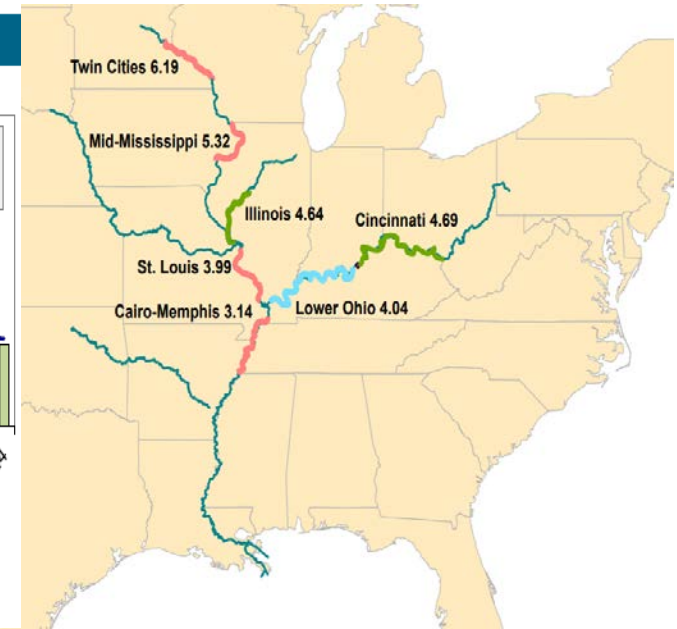 Twin Cities 6.19
Mid-Mississippi 5.32
Illinois 4.64
Cincinnati 4.69
St. Louis 3.99
Cairo-Memphis 3.14
Lower Ohio 4.04